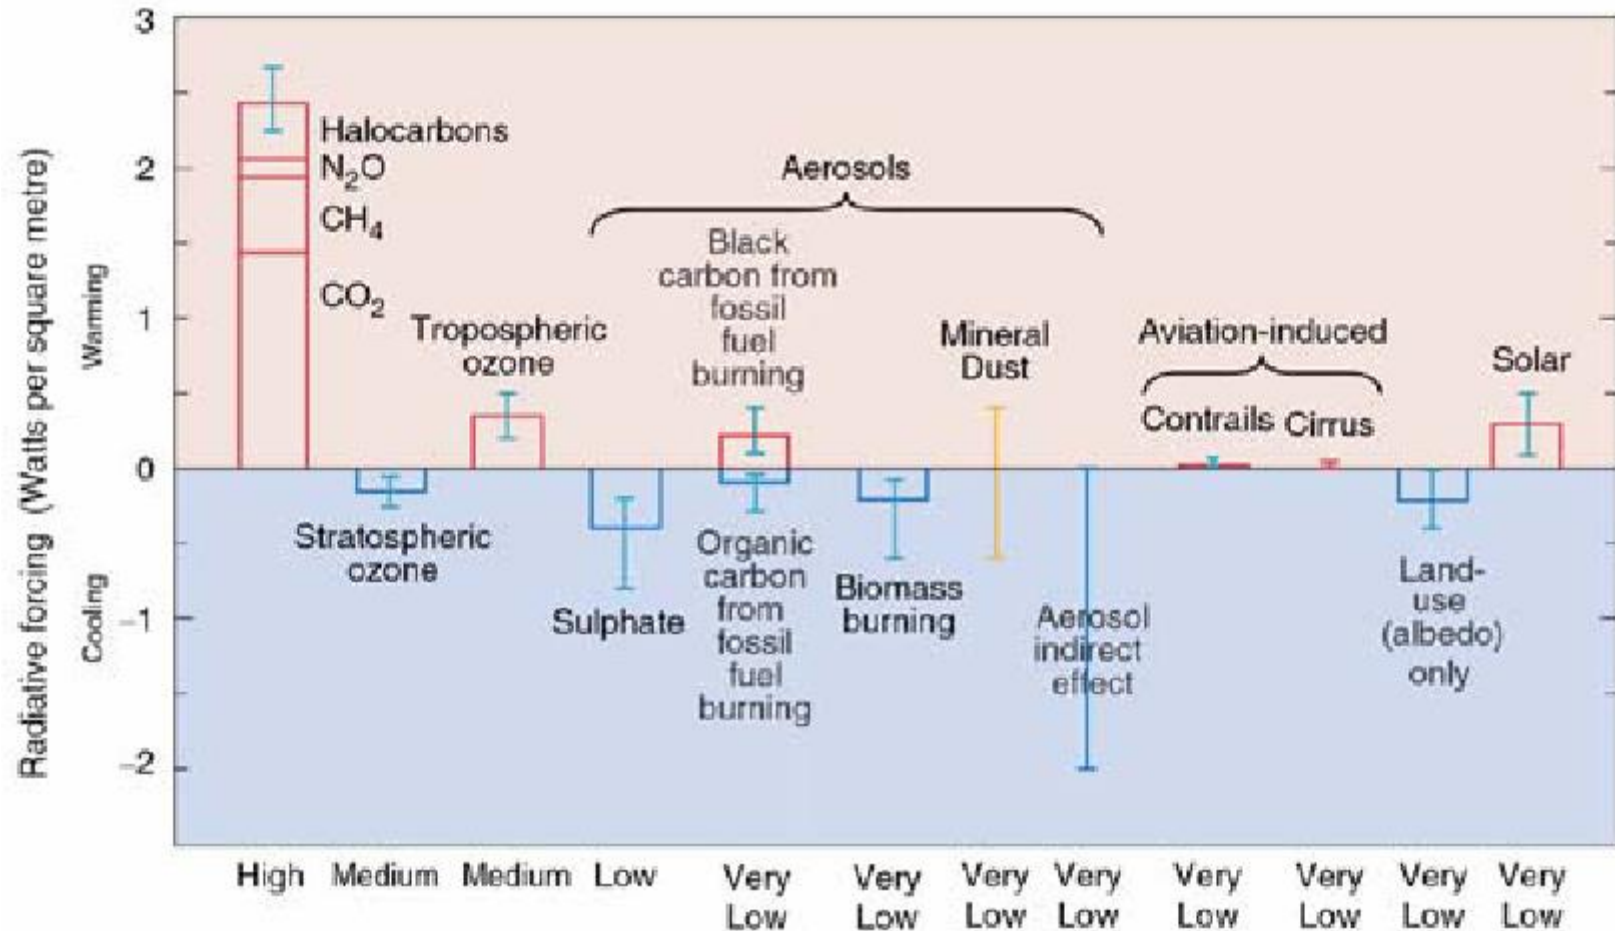 Radiative forcing (Watts per square metre)
Warming
Cooling
3
2
1
0
–1
–2
Halocarbons
N₂O
CH₄
CO₂
Stratospheric
ozone
Tropospheric
ozone
Sulphate
Aerosols
Black
carbon from
fossil
fuel
burning
Organic
carbon
from
fossil
fuel
burning
Biomass
burning
Mineral
Dust
Aerosol
indirect
effect
Aviation-induced
Contrails Cirrus
Land-
use
(albedo)
only
Solar
High Medium Medium Low Very Very Very Very Very Very Very Very
Low Low Low Low Low Low Low Low